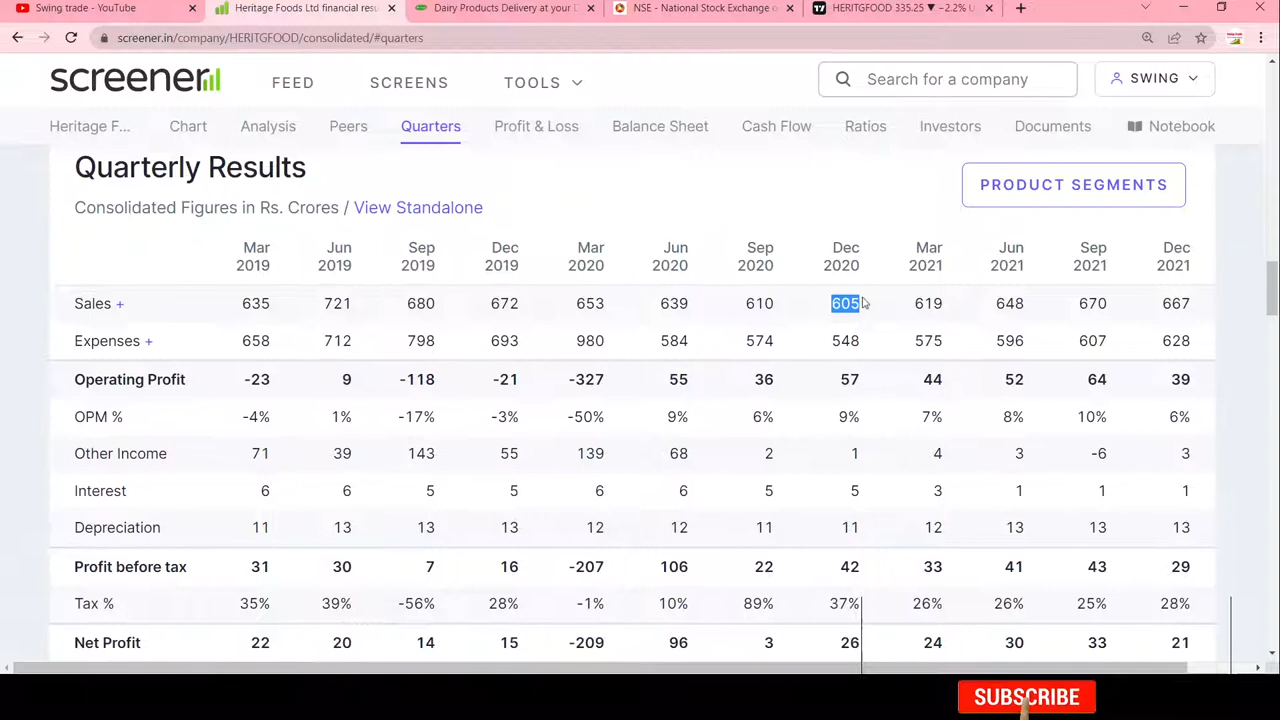 Swing trade - YouTube
Heritage Foods Ltd financial resu
Dairy Products Delivery at your D
NSE - National Stock Exchange o
HERITGFOOD 335.25 ▼ −2.2% U
screener.in/company/HERITGFOOD/consolidated/#quarters
screener
FEED
SCREENS
TOOLS
Search for a company
SWING
Heritage F...
Chart
Analysis
Peers
Quarters
Profit & Loss
Balance Sheet
Cash Flow
Ratios
Investors
Documents
Notebook
Quarterly Results
PRODUCT SEGMENTS
Consolidated Figures in Rs. Crores / View Standalone
Mar Jun Sep Dec Mar Jun Sep Dec Mar Jun Sep Dec
2019 2019 2019 2019 2020 2020 2020 2020 2021 2021 2021 2021
Sales + 635 721 680 672 653 639 610 605 619 648 670 667
Expenses + 658 712 798 693 980 584 574 548 575 596 607 628
Operating Profit -23 9 -118 -21 -327 55 36 57 44 52 64 39
OPM % -4% 1% -17% -3% -50% 9% 6% 9% 7% 8% 10% 6%
Other Income 71 39 143 55 139 68 2 1 4 3 -6 3
Interest 6 6 5 5 6 6 5 5 3 1 1 1
Depreciation 11 13 13 13 12 12 11 11 12 13 13 13
Profit before tax 31 30 7 16 -207 106 22 42 33 41 43 29
Tax % 35% 39% -56% 28% -1% 10% 89% 37% 26% 26% 25% 28%
Net Profit 22 20 14 15 -209 96 3 26 24 30 33 21
SUBSCRIBE